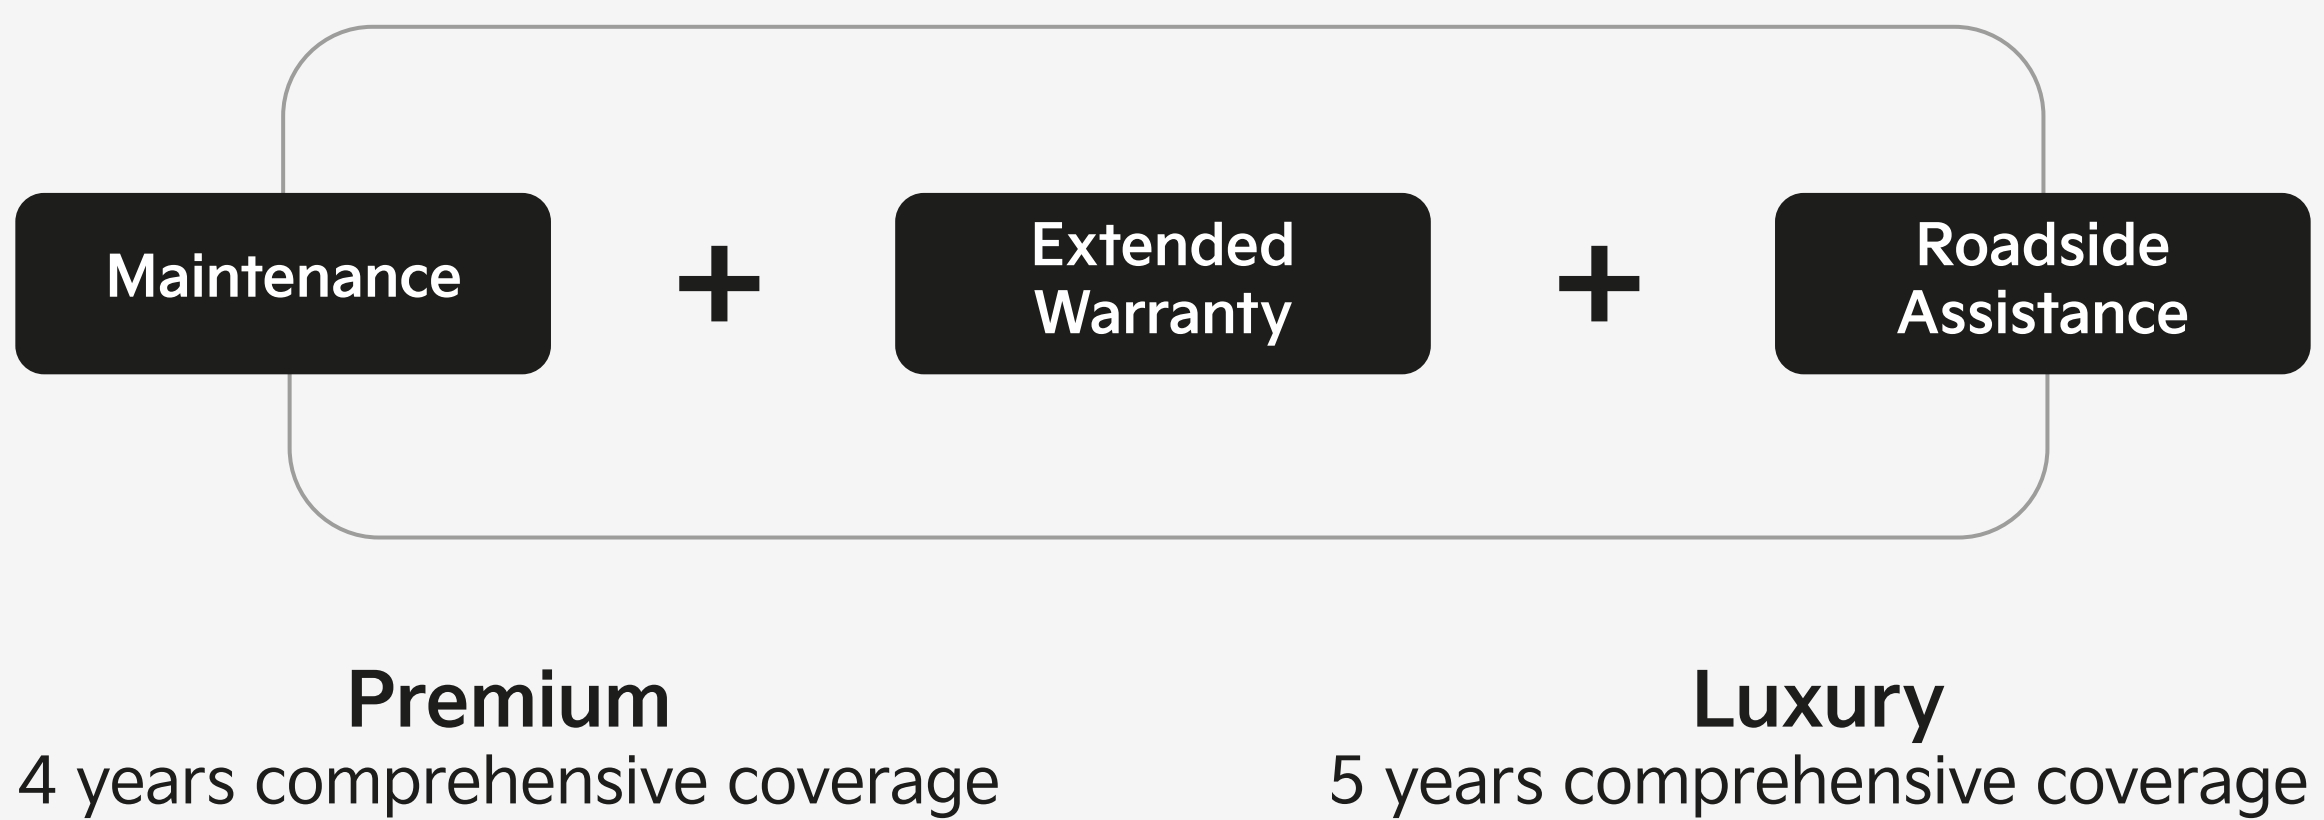 Maintenance
+
Extended
Warranty
+
Roadside
Assistance
Premium
4 years comprehensive coverage
Luxury
5 years comprehensive coverage